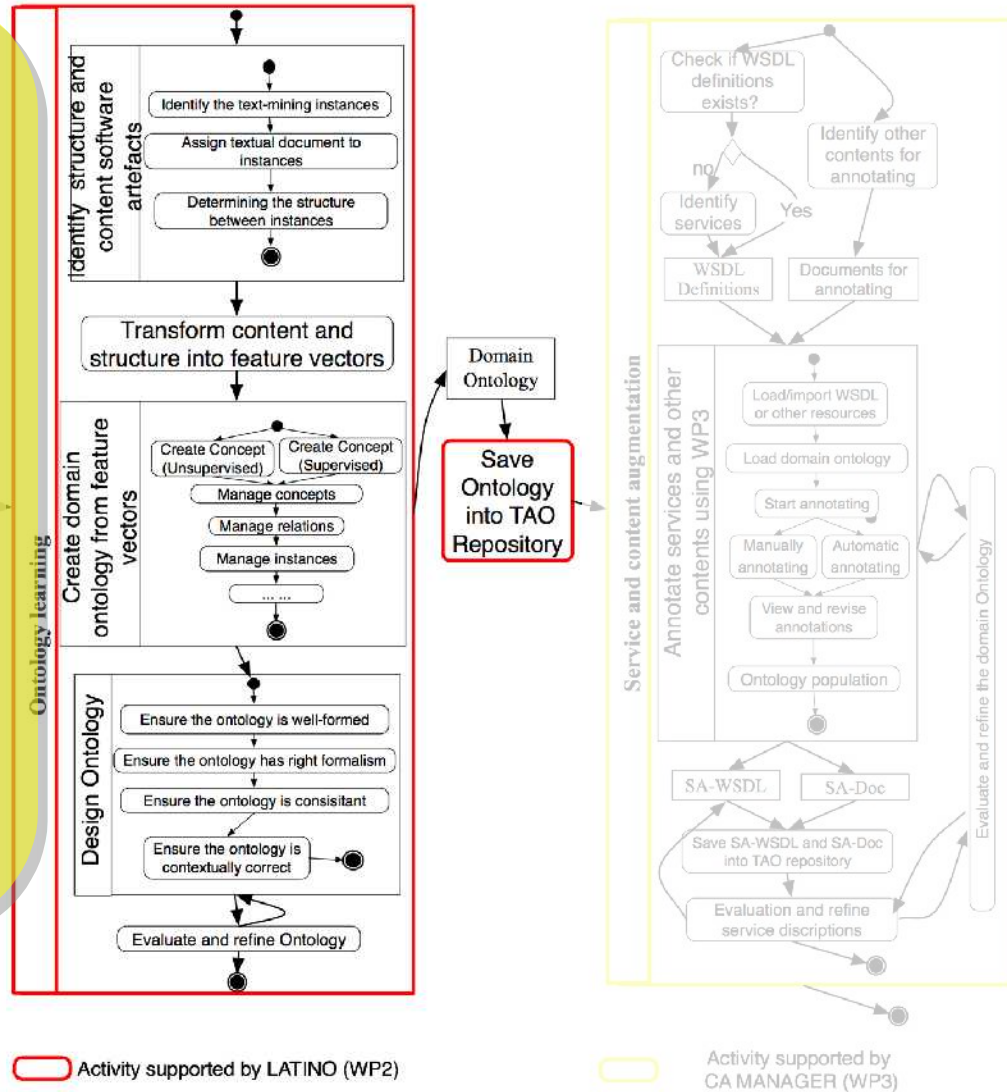 Ontology learning
Identify structure and
content software
artefacts
Identify the text-mining instances
Assign textual document to
instances
Determining the structure
between instances
Transform content and
structure into feature vectors
Create domain
ontology from feature
vectors
Create Concept
(Unsupervised)
Create Concept
(Supervised)
Manage concepts
Manage relations
Manage instances
... ...
Design Ontology
Ensure the ontology is well-formed
Ensure the ontology has right formalism
Ensure the ontology is consisitant
Ensure the ontology is
contextually correct
Evaluate and refine Ontology
Domain
Ontology
Save
Ontology
into TAO
Repository
Service and content augmentation
Check if WSDL
definitions
exists?
no
Yes
Identify
services
Identify other
contents for
annotating
WSDL
Definitions
Documents for
annotating
Annotate services and other
contents using WP3
Load/import WSDL
or other resources
Load domain ontology
Start annotating
Manually
annotating
Automatic
annotating
View and revise
annotations
Ontology population
SA-WSDL
SA-Doc
Save SA-WSDL and SA-Doc
into TAO repository
Evaluation and refine
service discriptions
Evaluate and refine the domain Ontology
Activity supported by LATINO (WP2)
Activity supported by
CA MANAGER (WP3)